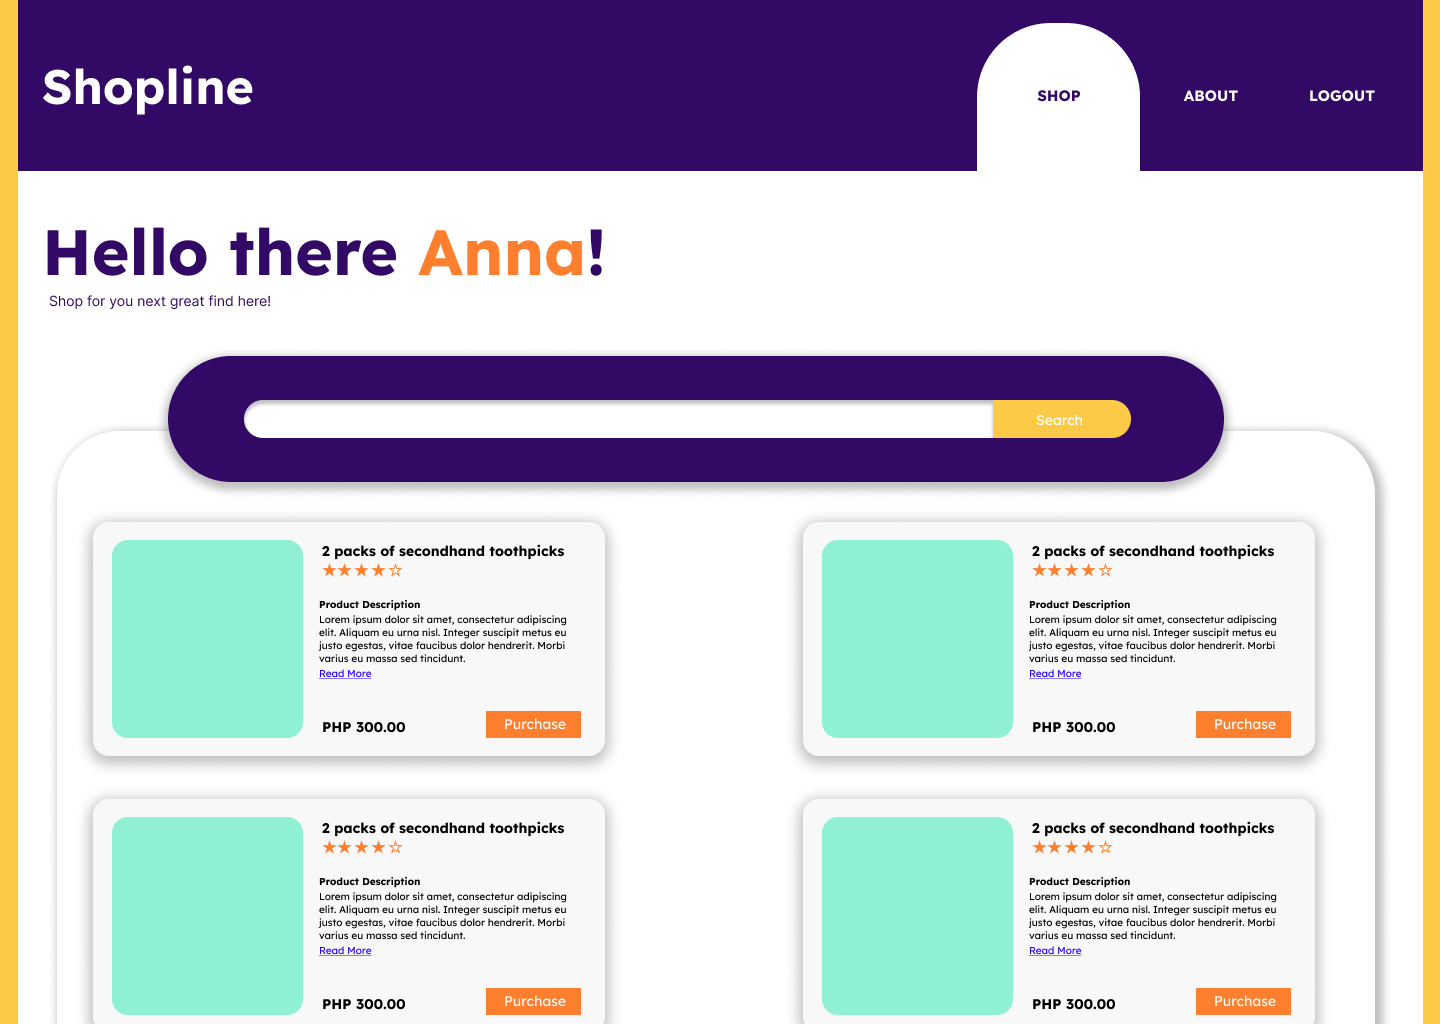 Shopline
SHOP
ABOUT
LOGOUT
Hello there Anna!
Shop for you next great find here!
Search
2 packs of secondhand toothpicks
★★★★☆
Product Description
Lorem ipsum dolor sit amet, consectetur adipiscing
elit. Aliquam eu urna nisl. Integer suscipit metus eu
justo egestas, vitae faucibus dolor hendrerit. Morbi
varius eu massa sed tincidunt.
Read More
PHP 300.00
Purchase
2 packs of secondhand toothpicks
★★★★☆
Product Description
Lorem ipsum dolor sit amet, consectetur adipiscing
elit. Aliquam eu urna nisl. Integer suscipit metus eu
justo egestas, vitae faucibus dolor hendrerit. Morbi
varius eu massa sed tincidunt.
Read More
PHP 300.00
Purchase
2 packs of secondhand toothpicks
★★★★☆
Product Description
Lorem ipsum dolor sit amet, consectetur adipiscing
elit. Aliquam eu urna nisl. Integer suscipit metus eu
justo egestas, vitae faucibus dolor hendrerit. Morbi
varius eu massa sed tincidunt.
Read More
PHP 300.00
Purchase
2 packs of secondhand toothpicks
★★★★☆
Product Description
Lorem ipsum dolor sit amet, consectetur adipiscing
elit. Aliquam eu urna nisl. Integer suscipit metus eu
justo egestas, vitae faucibus dolor hendrerit. Morbi
varius eu massa sed tincidunt.
Read More
PHP 300.00
Purchase